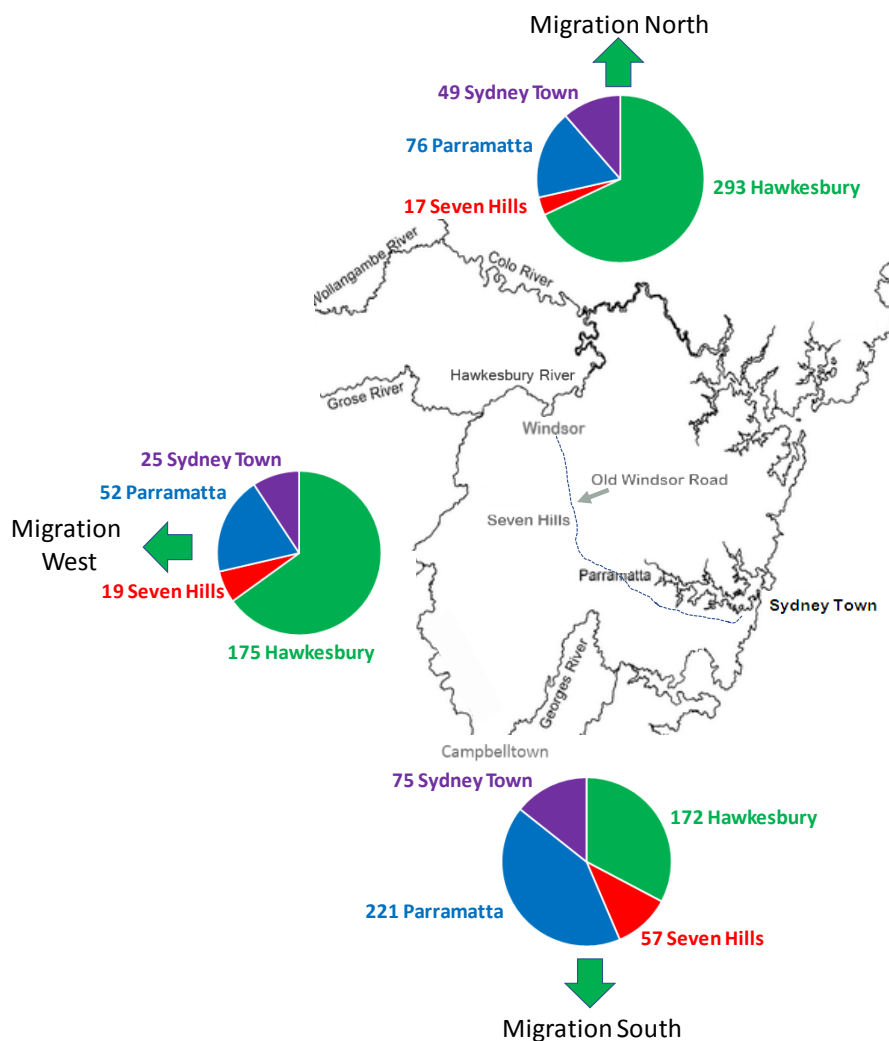 Migration North
49 Sydney Town
76 Parramatta
293 Hawkesbury
17 Seven Hills
Wollangambe River
Colo River
Hawkesbury River
Grose River
Windsor
25 Sydney Town
Old Windsor Road
52 Parramatta
Seven Hills
Migration
West
Parramatta
19 Seven Hills
Sydney Town
175 Hawkesbury
Georges River
Campbelltown
75 Sydney Town
172 Hawkesbury
221 Parramatta
57 Seven Hills
Migration South